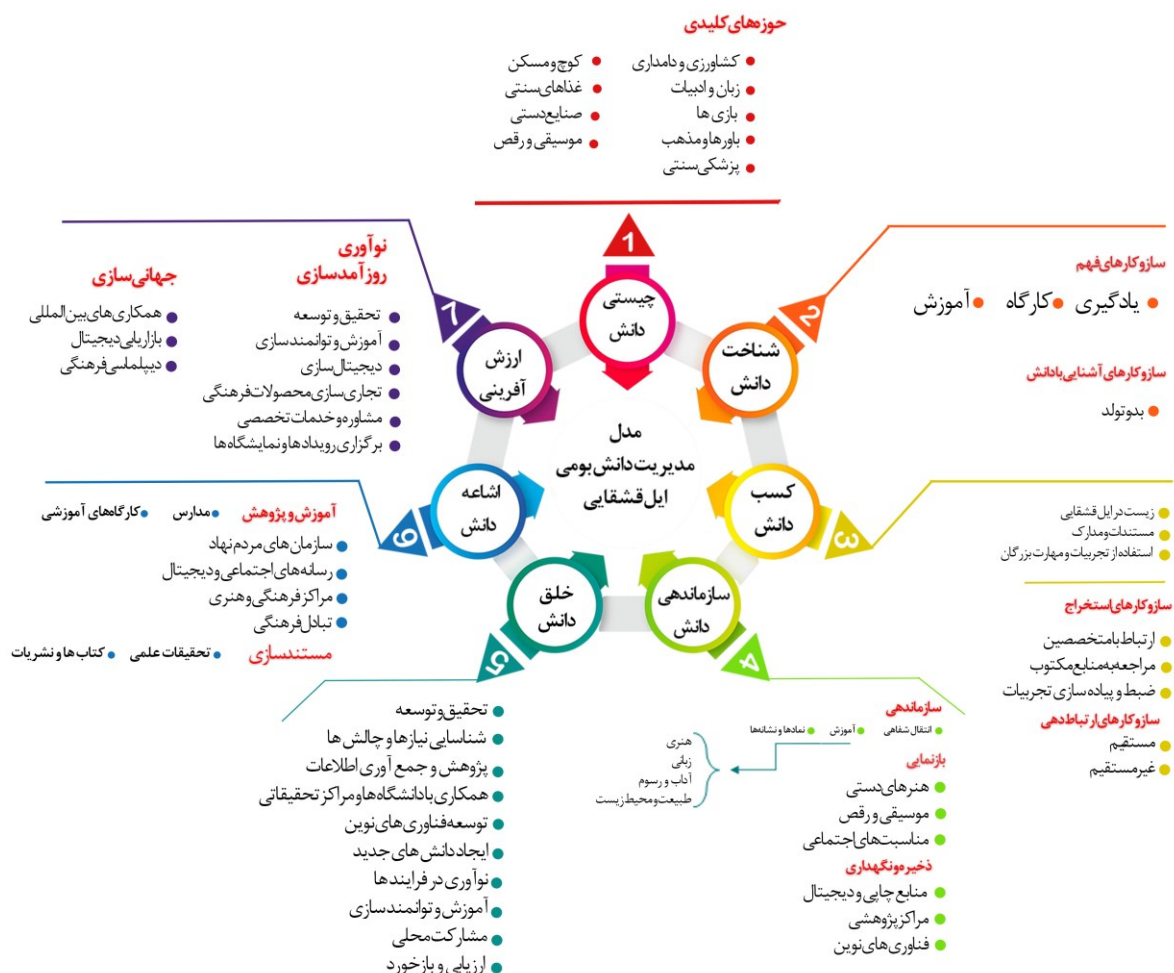 حوزه‌های کلیدی
کشاورزی و دامداری
زبان و ادبیات
بازی ها
باورها و مذهب
پزشکی سنتی
کوچ و مسکن
غذاهای سنتی
صنایع دستی
موسیقی و رقص
1
چیستی
دانش
2
شناخت
دانش
سازوکارهای فهم
یادگیری
کارگاه
آموزش
سازوکارهای آشنایی با دانش
بدو تولد
3
کسب
دانش
زیست در ایل قشقایی
مستندات و مدارک
استفاده از تجربیات و مهارت بزرگان
سازوکارهای استخراج
ارتباط با متخصصین
مراجعه به منابع مکتوب
ضبط و پیاده سازی تجربیات
سازوکارهای ارتباط دهی
مستقیم
غیر مستقیم
4
سازماندهی
دانش
سازماندهی
انتقال شفاهی
آموزش
نمادها و نشانه‌ها
بازنمایی
هنرهای دستی
موسیقی و رقص
مناسبت‌های اجتماعی
هنری
زبانی
آداب و رسوم
طبیعت و محیط زیست
ذخیره و نگهداری
منابع چاپی و دیجیتال
مراکز پژوهشی
فناوری های نوین
5
خلق
دانش
تحقیق و توسعه
شناسایی نیازها و چالش ها
پژوهش و جمع آوری اطلاعات
همکاری با دانشگاه‌ها و مراکز تحقیقاتی
توسعه فناوری های نوین
ایجاد دانش های جدید
نوآوری در فرایندها
آموزش و توانمند سازی
مشارکت محلی
ارزیابی و بازخورد
6
اشاعه
دانش
آموزش و پژوهش
مدارس
کارگاه های آموزشی
سازمان های مردم نهاد
رسانه های اجتماعی و دیجیتال
مراکز فرهنگی و هنری
تبادل فرهنگی
مستندسازی
تحقیقات علمی
کتاب ها و نشریات
7
ارزش
آفرینی
نوآوری
روزآمدسازی
تحقیق و توسعه
آموزش و توانمندسازی
دیجیتال سازی
تجاری سازی محصولات فرهنگی
مشاوره و خدمات تخصصی
برگزاری رویدادها و نمایشگاه ها
جهانی سازی
همکاری های بین المللی
بازاریابی دیجیتال
دیپلماسی فرهنگی
مدل
مدیریت دانش بومی
ایل قشقایی